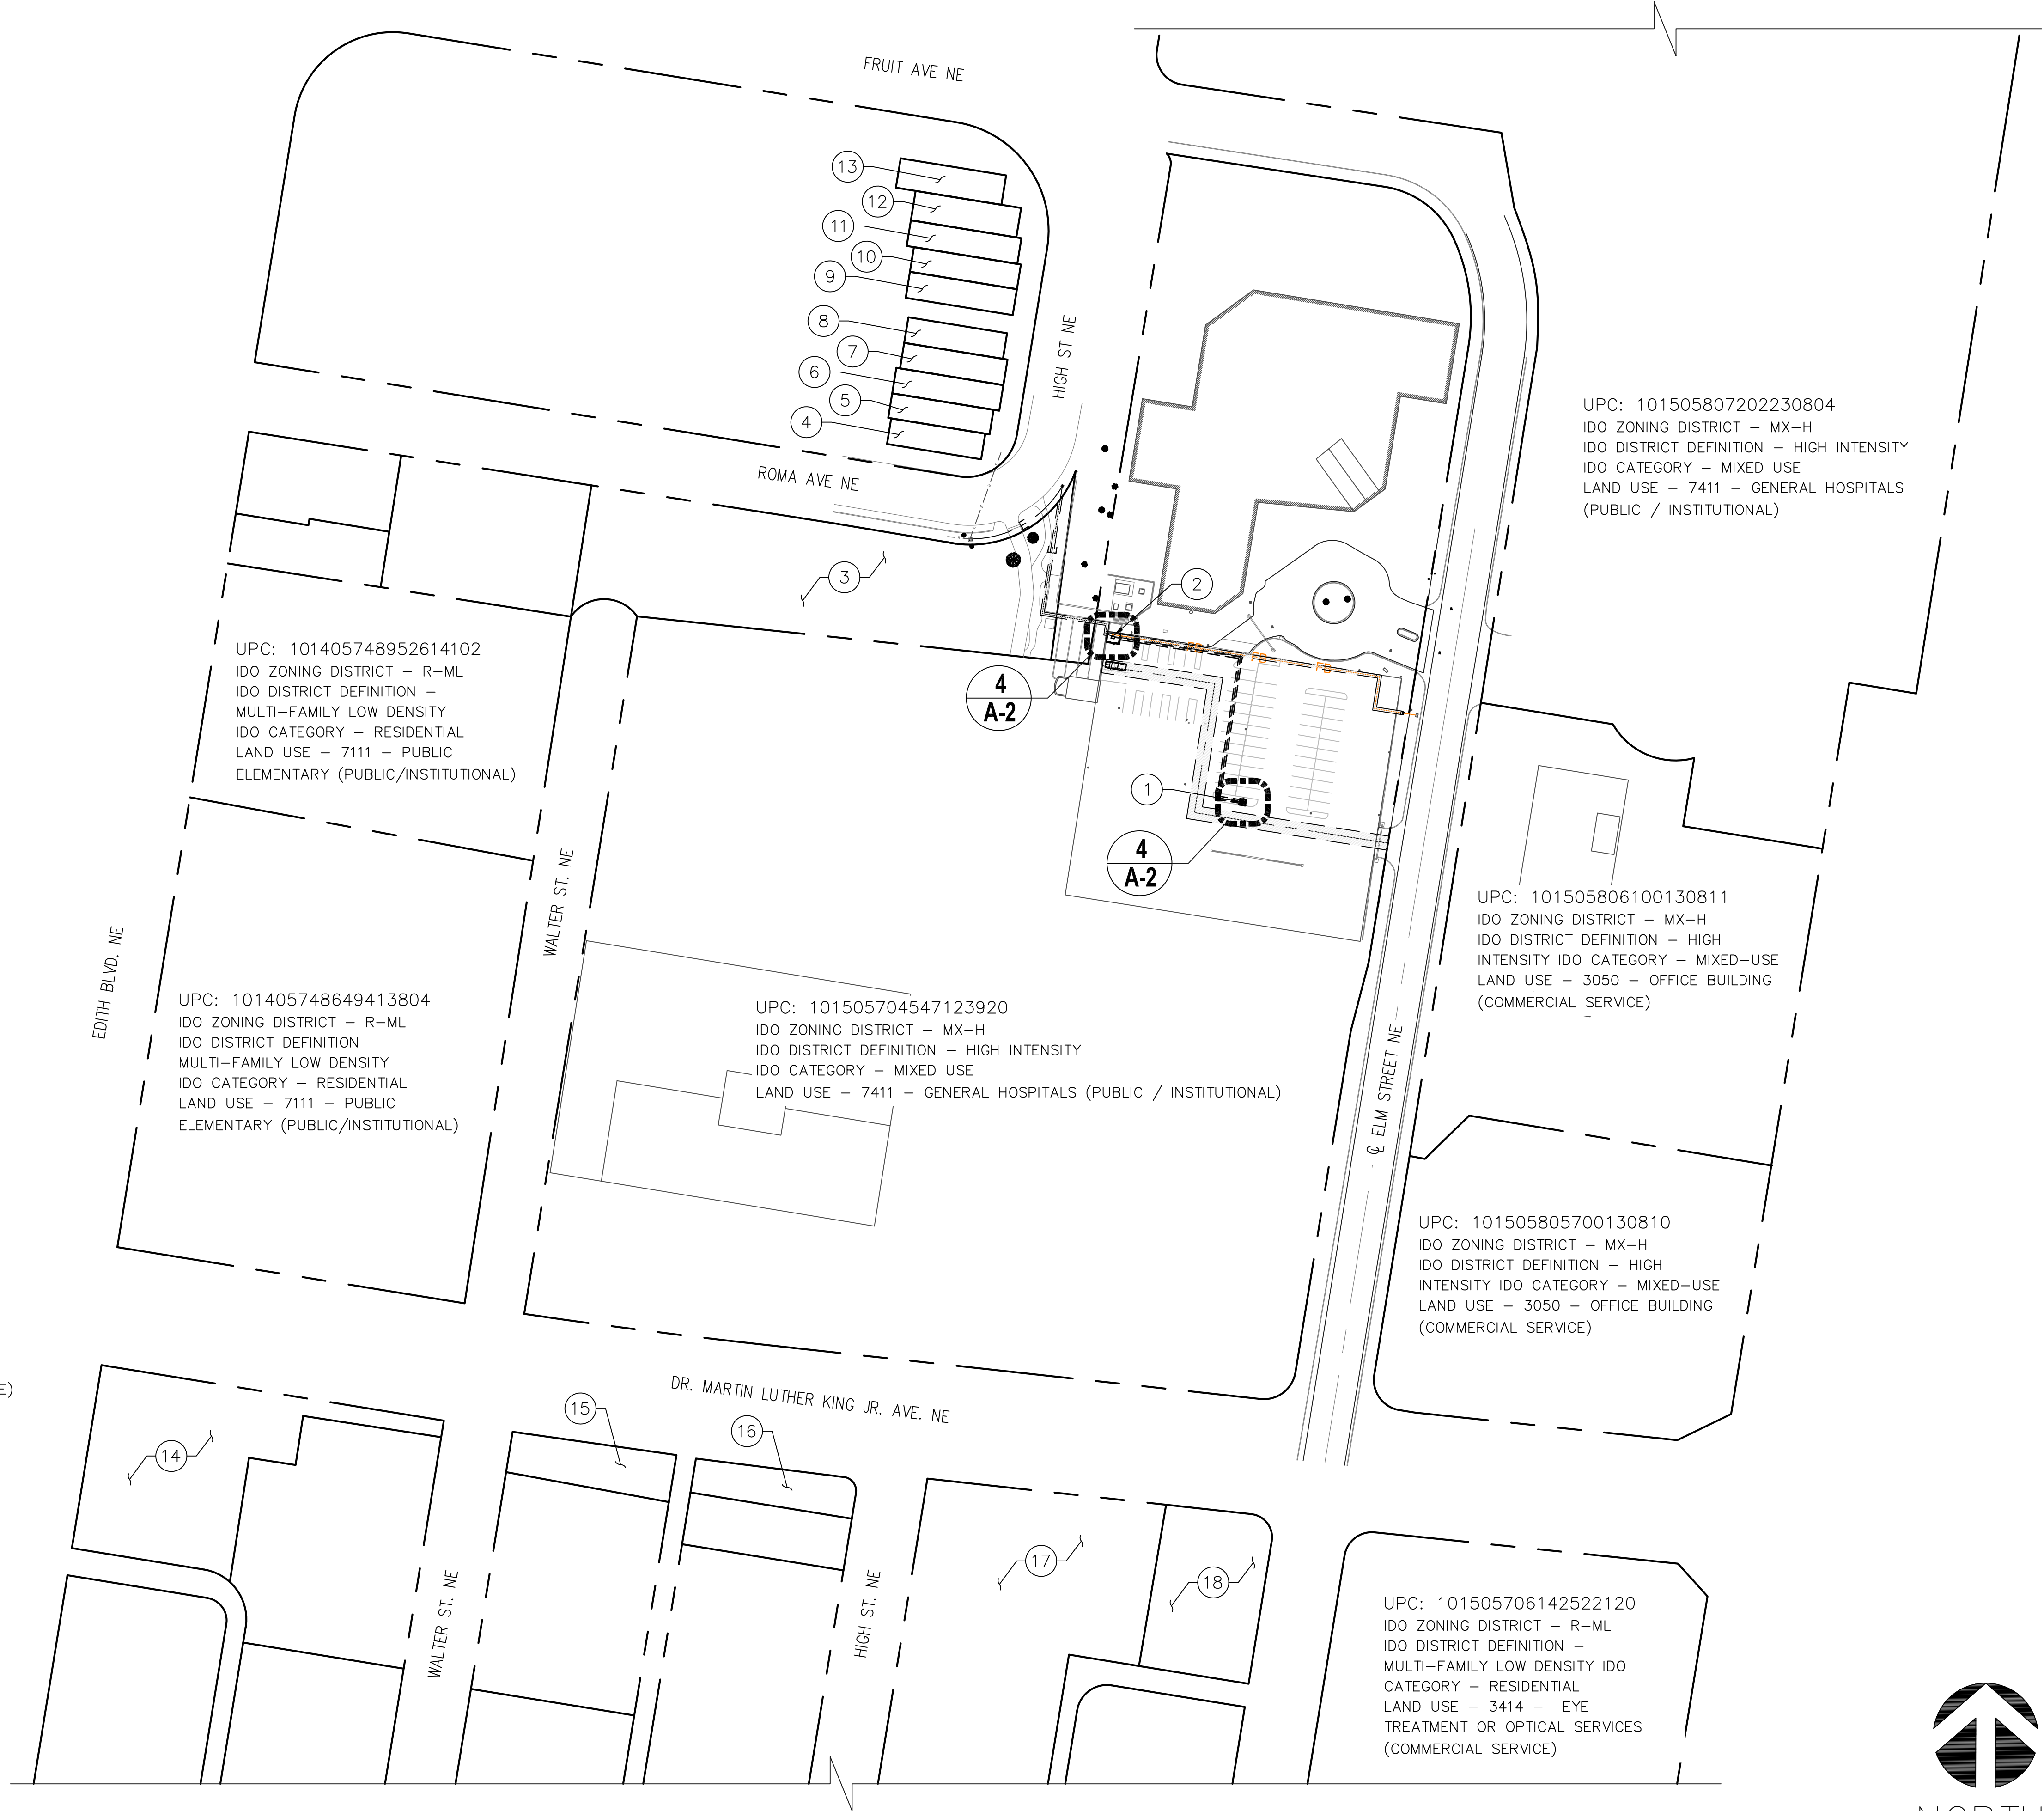 FRUIT AVE NE
13
12
11
10
9
8
7
6
5
4
HIGH ST NE
ROMA AVE NE
UPC: 101505807202230804
IDO ZONING DISTRICT – MX–H
IDO DISTRICT DEFINITION – HIGH INTENSITY
IDO CATEGORY – MIXED USE
LAND USE – 7411 – GENERAL HOSPITALS
(PUBLIC / INSTITUTIONAL)
E
3
2
FB FB FB
4
A-2
1
4
A-2
UPC: 101405748952614102
IDO ZONING DISTRICT – R–ML
IDO DISTRICT DEFINITION –
MULTI–FAMILY LOW DENSITY
IDO CATEGORY – RESIDENTIAL
LAND USE – 7111 – PUBLIC
ELEMENTARY (PUBLIC/INSTITUTIONAL)
WALTER ST. NE
EDITH BLVD. NE
UPC: 101405748649413804
IDO ZONING DISTRICT – R–ML
IDO DISTRICT DEFINITION –
MULTI–FAMILY LOW DENSITY
IDO CATEGORY – RESIDENTIAL
LAND USE – 7111 – PUBLIC
ELEMENTARY (PUBLIC/INSTITUTIONAL)
UPC: 101505704547123920
IDO ZONING DISTRICT – MX–H
IDO DISTRICT DEFINITION – HIGH INTENSITY
IDO CATEGORY – MIXED USE
LAND USE – 7411 – GENERAL HOSPITALS (PUBLIC / INSTITUTIONAL)
UPC: 101505806100130811
IDO ZONING DISTRICT – MX–H
IDO DISTRICT DEFINITION – HIGH
INTENSITY IDO CATEGORY – MIXED–USE
LAND USE – 3050 – OFFICE BUILDING
(COMMERCIAL SERVICE)
℄ ELM STREET NE
UPC: 101505805700130810
IDO ZONING DISTRICT – MX–H
IDO DISTRICT DEFINITION – HIGH
INTENSITY IDO CATEGORY – MIXED–USE
LAND USE – 3050 – OFFICE BUILDING
(COMMERCIAL SERVICE)
E)
DR. MARTIN LUTHER KING JR. AVE. NE
14
15
16
17
18
WALTER ST. NE
HIGH ST. NE
UPC: 101505706142522120
IDO ZONING DISTRICT – R–ML
IDO DISTRICT DEFINITION –
MULTI–FAMILY LOW DENSITY IDO
CATEGORY – RESIDENTIAL
LAND USE – 3414 – EYE
TREATMENT OR OPTICAL SERVICES
(COMMERCIAL SERVICE)
NORTH